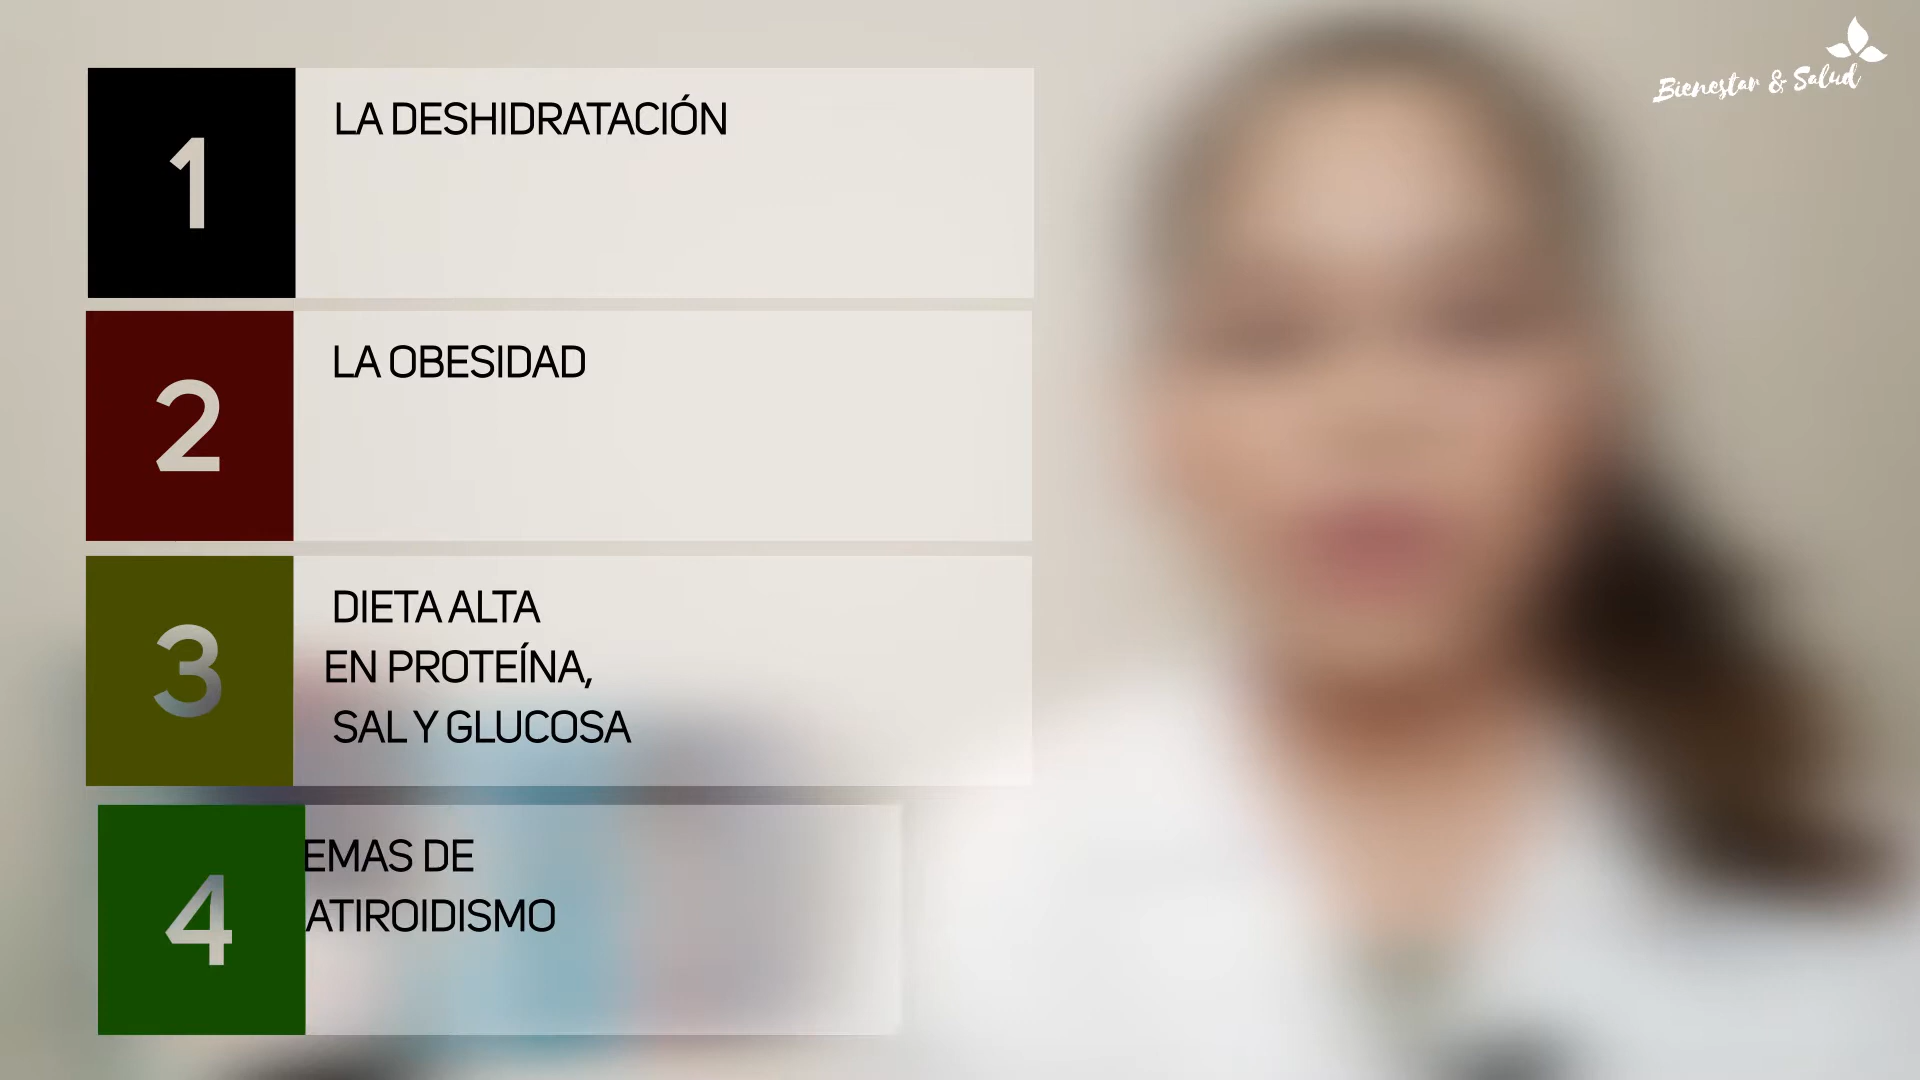 1
LA DESHIDRATACIÓN
2
LA OBESIDAD
3
DIETA ALTA
EN PROTEÍNA,
SAL Y GLUCOSA
4
EMAS DE
ATIROIDISMO
Bienestar & Salud